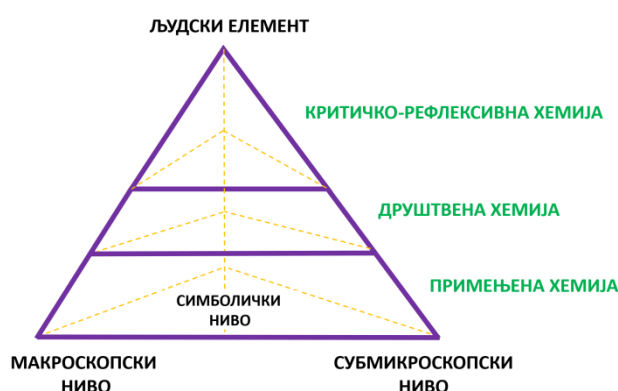 ЉУДСКИ ЕЛЕМЕНТ
КРИТИЧКО-РЕФЛЕКСИВНА ХЕМИЈА
ДРУШТВЕНА ХЕМИЈА
ПРИМЕЊЕНА ХЕМИЈА
СИМБОЛИЧКИ
НИВО
МАКРОСКОПСКИ
НИВО
СУБМИКРОСКОПСКИ
НИВО